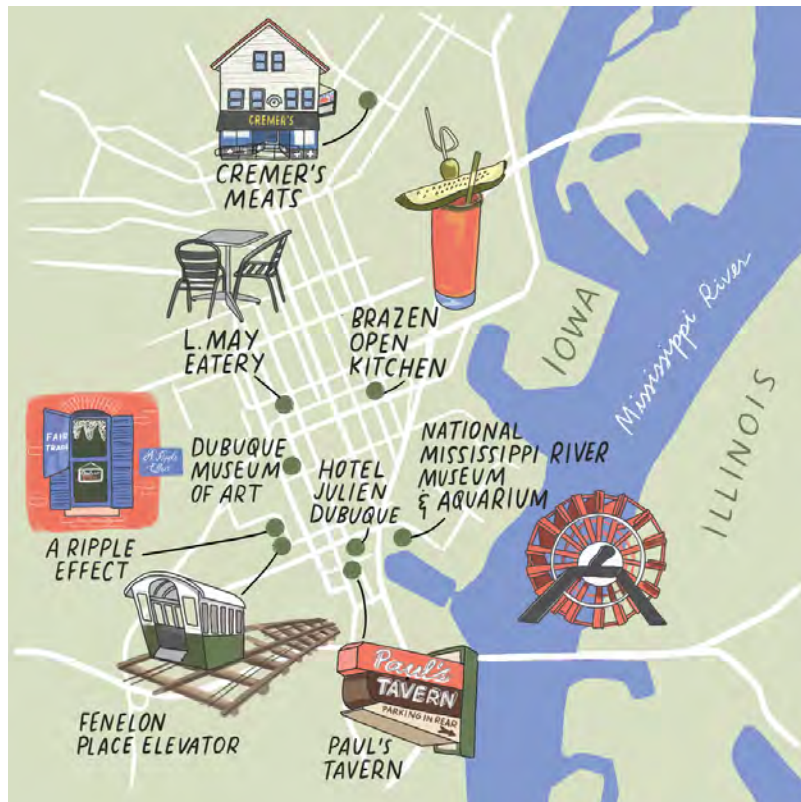 CREMER'S
CREMER'S
MEATS
L. MAY
EATERY
BRAZEN
OPEN
KITCHEN
IOWA
Mississippi River
ILLINOIS
FAIR
TRADE
A Ripple
Effect
DUBUQUE
MUSEUM
OF ART
HOTEL
JULIEN
DUBUQUE
NATIONAL
MISSISSIPPI RIVER
MUSEUM
& AQUARIUM
A RIPPLE
EFFECT
FENELON
PLACE ELEVATOR
Paul's
TAVERN
PARKING IN REAR
PAUL'S
TAVERN